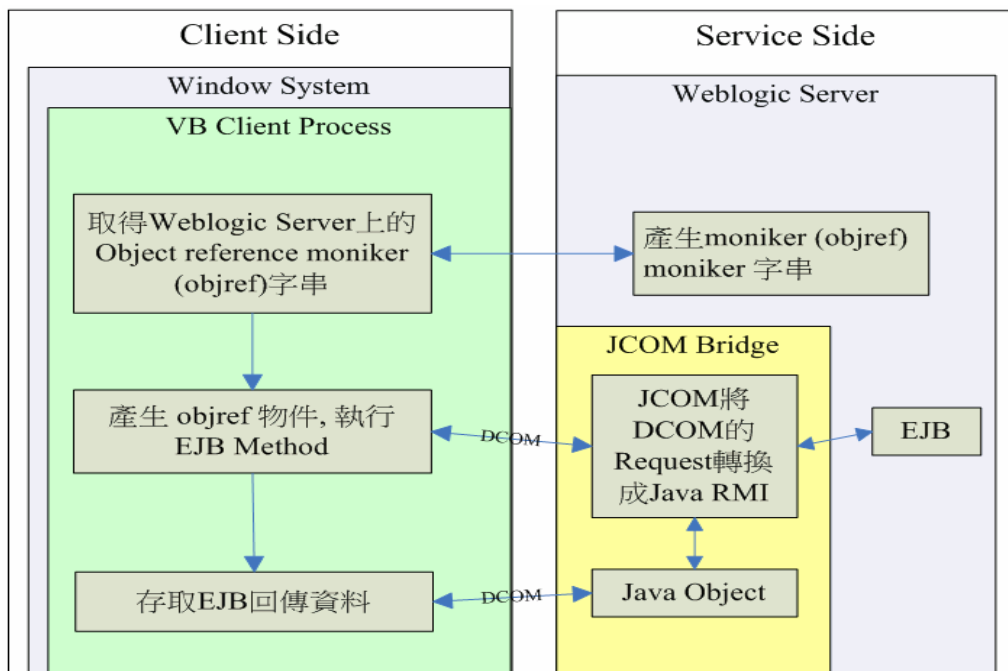 Client Side
Window System
VB Client Process
取得Weblogic Server上的
Object reference moniker
(objref)字串
產生 objref 物件, 執行
EJB Method
存取EJB回傳資料
DCOM
DCOM
Service Side
Weblogic Server
產生moniker (objref)
moniker 字串
JCOM Bridge
JCOM將
DCOM的
Request轉換
成Java RMI
EJB
Java Object